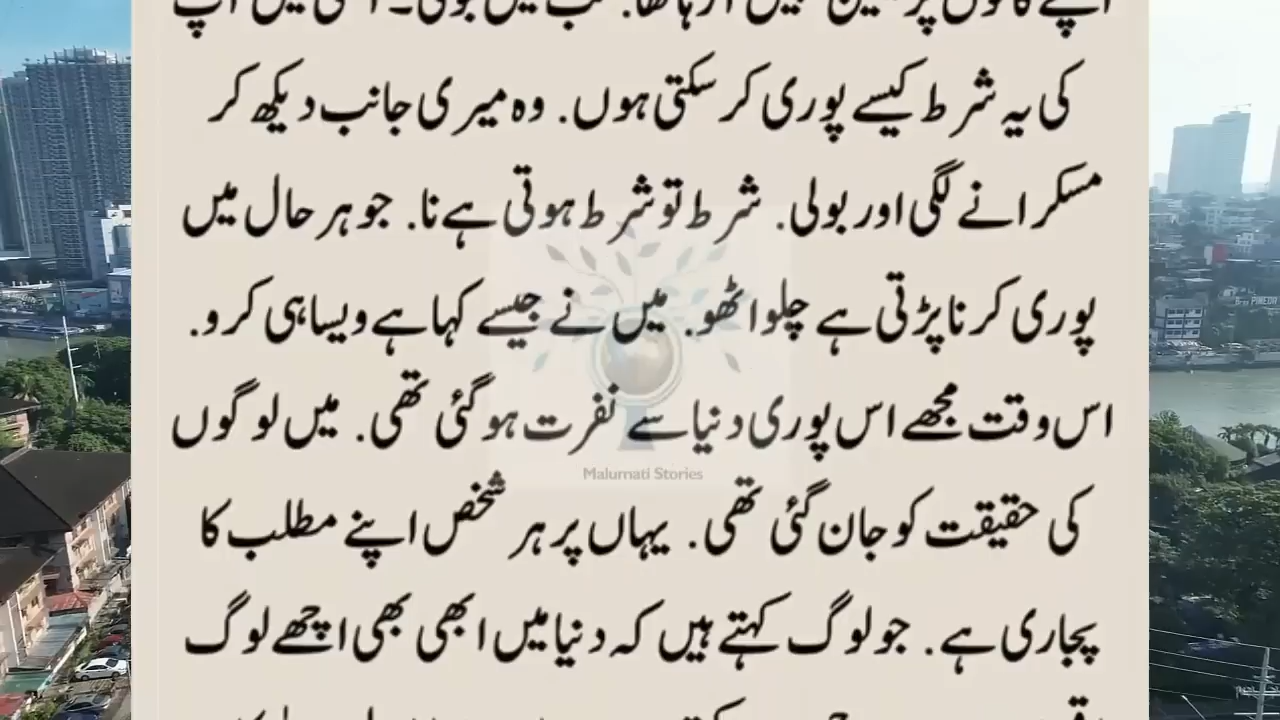 کی یہ شرط کیسے پوری کر سکتی ہوں. وہ میری جانب دیکھ کر
مسکرانے لگی اور بولی. شرط تو شرط ہوتی ہے نا. جو ہر حال میں
پوری کرنا پڑتی ہے چلو اٹھو. میں نے جیسے کہا ہے ویسا ہی کرو.
اس وقت مجھے اس پوری دنیا سے نفرت ہو گئی تھی. میں لوگوں
Malumati Stories
کی حقیقت کو جان گئی تھی. یہاں پر ہر شخص اپنے مطلب کا
پجاری ہے. جو لوگ کہتے ہیں کہ دنیا میں ابھی بھی اچھے لوگ